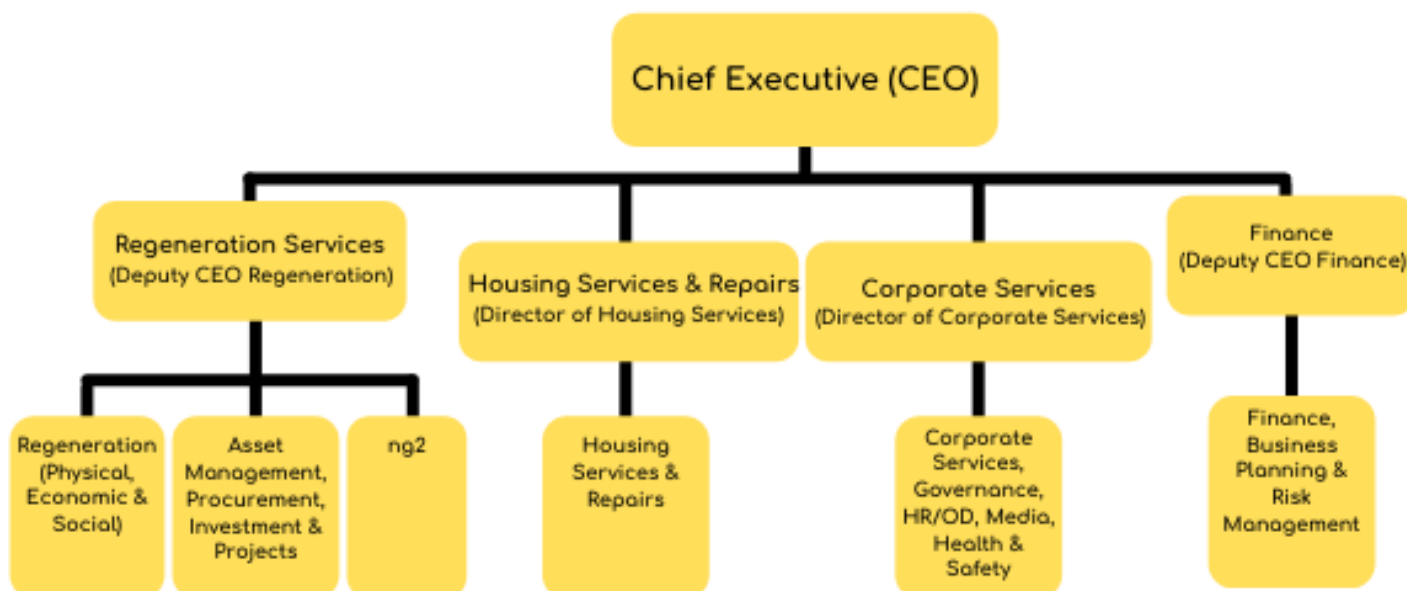 Chief Executive (CEO)
Regeneration Services
(Deputy CEO Regeneration)
Housing Services & Repairs
(Director of Housing Services)
Corporate Services
(Director of Corporate Services)
Finance
(Deputy CEO Finance)
Regeneration
(Physical,
Economic &
Social)
Asset
Management,
Procurement,
Investment &
Projects
ng2
Housing
Services &
Repairs
Corporate
Services,
Governance,
HR/OD, Media,
Health &
Safety
Finance,
Business
Planning &
Risk
Management